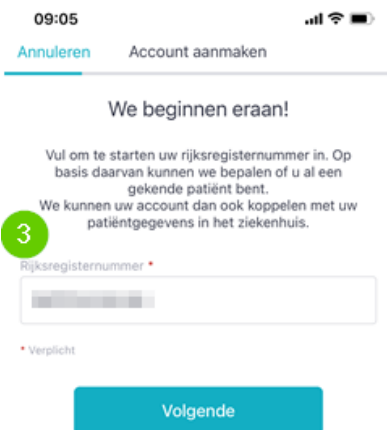 09:05
Annuleren Account aanmaken
We beginnen eraan!
Vul om te starten uw rijksregisternummer in. Op
basis daarvan kunnen we bepalen of u al een
gekende patiënt bent.
We kunnen uw account dan ook koppelen met uw
patiëntgegevens in het ziekenhuis.
3
Rijksregisternummer *
* Verplicht
Volgende